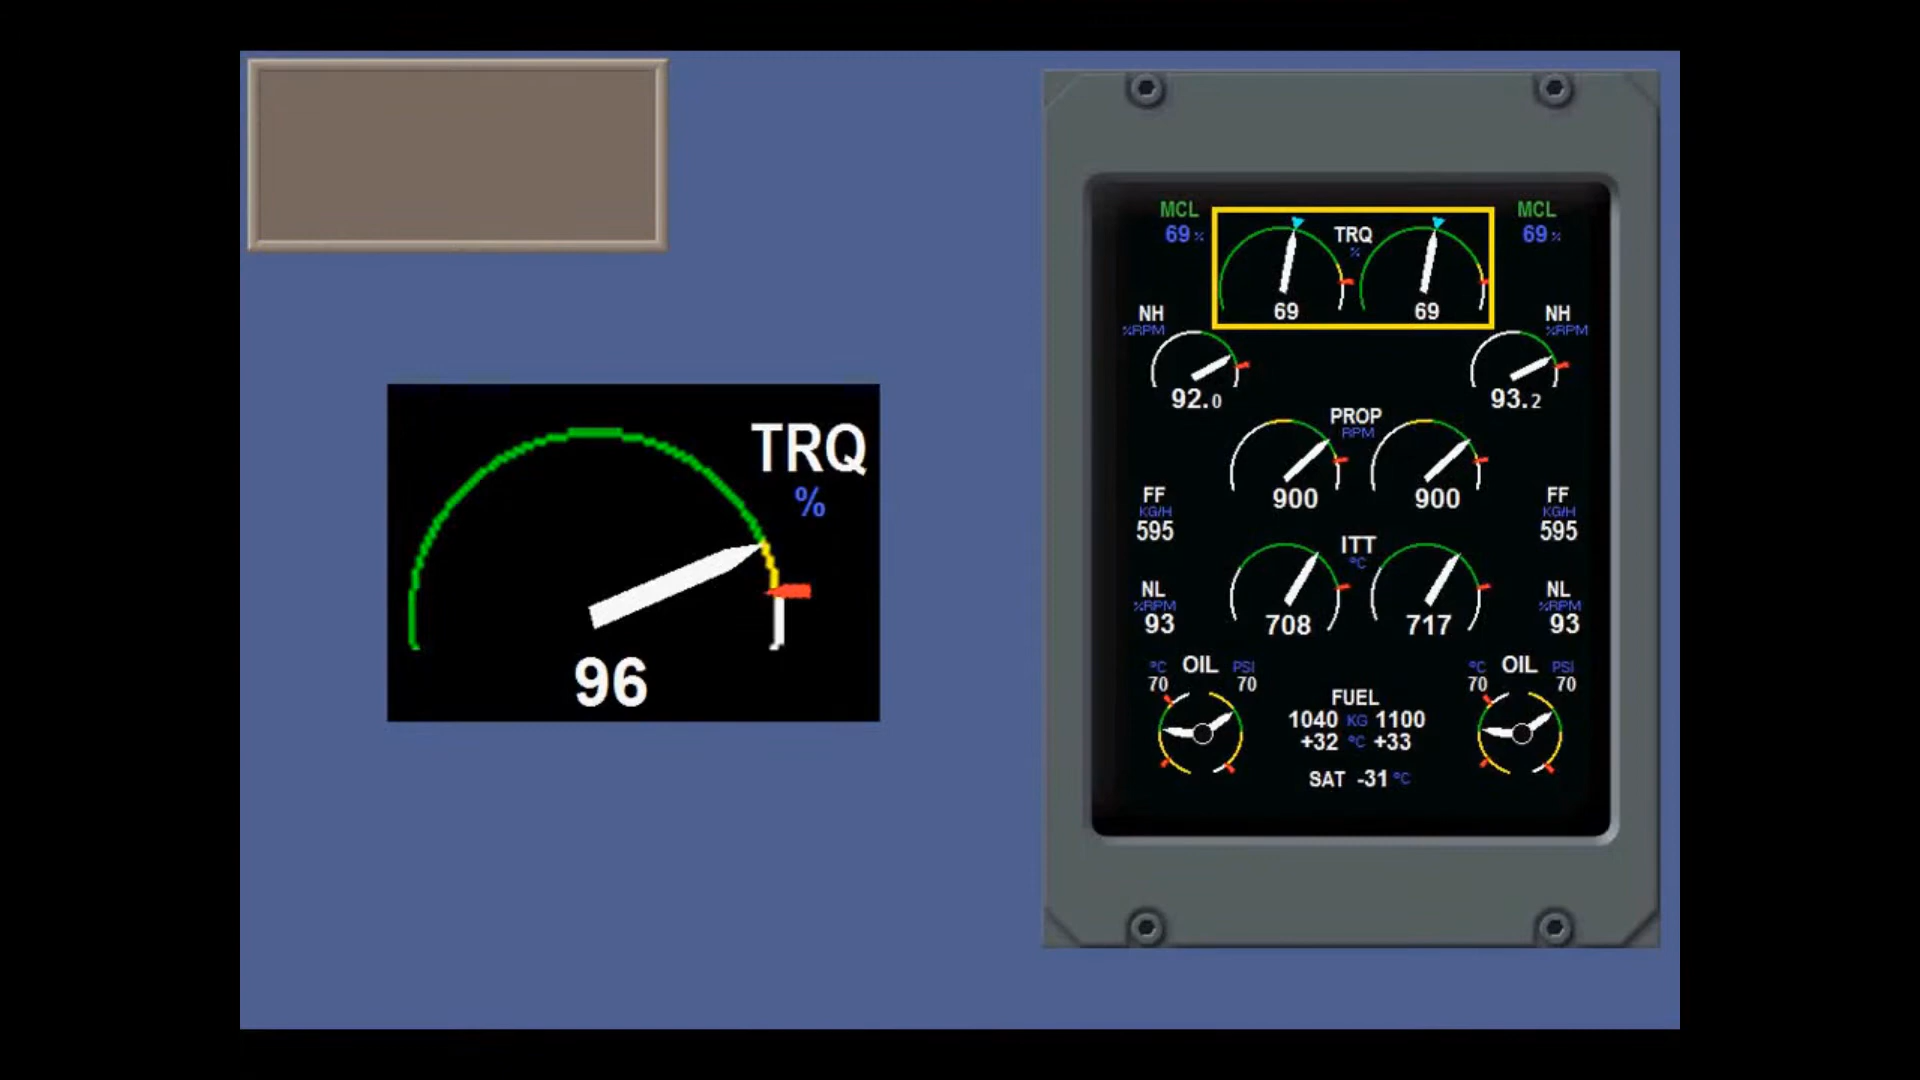 TRQ
%
96
MCL
69 %
TRQ
%
MCL
69 %
69
69
NH
%RPM
92.0
NH
%RPM
93.2
PROP
RPM
900
900
FF
KG/H
595
FF
KG/H
595
ITT
°C
708
717
NL
%RPM
93
NL
%RPM
93
°C OIL PSI
70 70
°C OIL PSI
70 70
FUEL
1040 KG 1100
+32 °C +33
SAT -31 °C